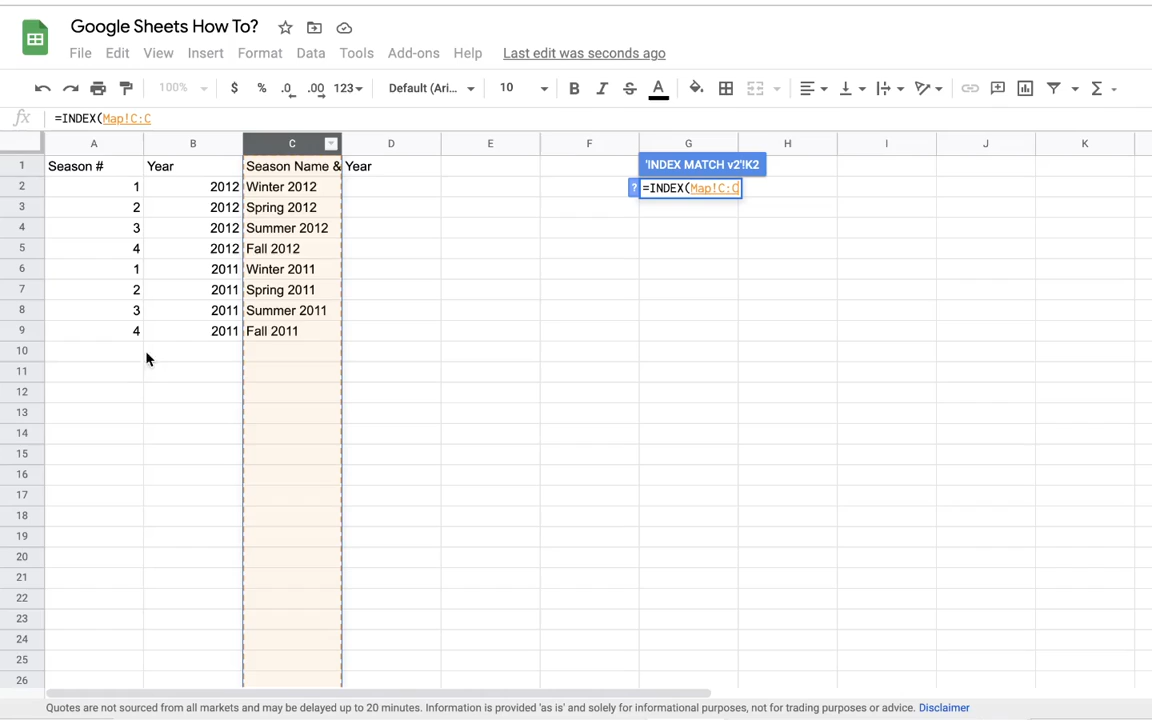 Google Sheets How To?
File Edit View Insert Format Data Tools Add-ons Help Last edit was seconds ago
100% $ % .0 .00 123 Default (Ari... 10 B I S A Σ
fx =INDEX(Map!C:C
A B C D E F G H I J K
1 Season # Year Season Name & Year 'INDEX MATCH v2'!K2
2 1 2012 Winter 2012 ? =INDEX(Map!C:C
3 2 2012 Spring 2012
4 3 2012 Summer 2012
5 4 2012 Fall 2012
6 1 2011 Winter 2011
7 2 2011 Spring 2011
8 3 2011 Summer 2011
9 4 2011 Fall 2011
10
11
12
13
14
15
16
17
18
19
20
21
22
23
24
25
26
Quotes are not sourced from all markets and may be delayed up to 20 minutes. Information is provided 'as is' and solely for informational purposes, not for trading purposes or advice. Disclaimer